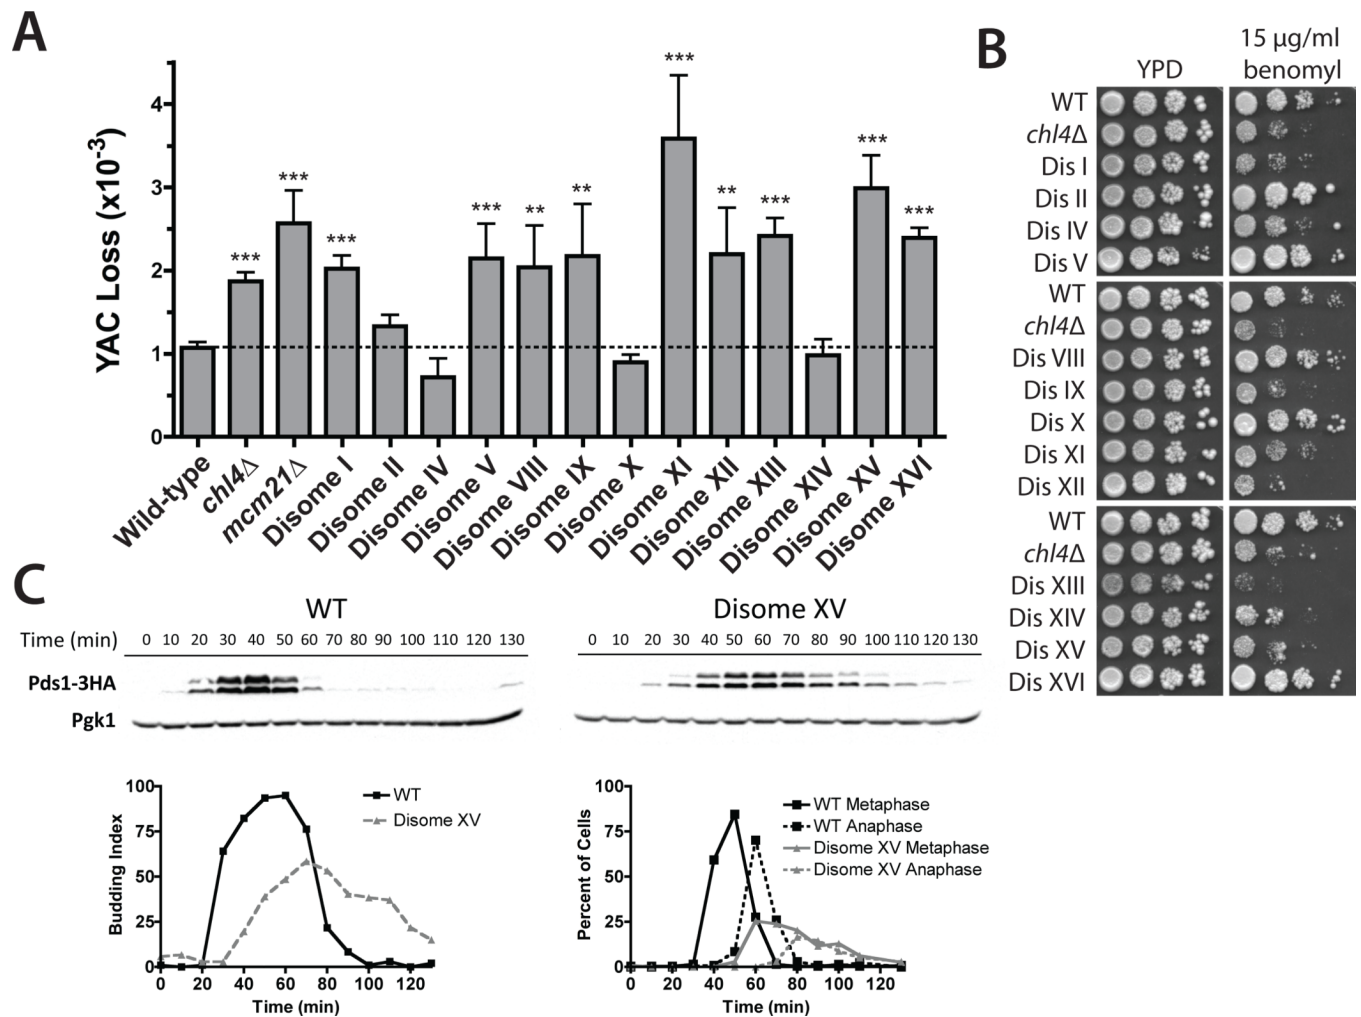 A
YAC Loss (x10-3)
4
3
2
1
0
***
***
***
***
**
**
***
**
***
***
***
Wild-type
chl4Δ
mcm21Δ
Disome I
Disome II
Disome IV
Disome V
Disome VIII
Disome IX
Disome X
Disome XI
Disome XII
Disome XIII
Disome XIV
Disome XV
Disome XVI
B
YPD
15 µg/ml
benomyl
WT
chl4Δ
Dis I
Dis II
Dis IV
Dis V
WT
chl4Δ
Dis VIII
Dis IX
Dis X
Dis XI
Dis XII
WT
chl4Δ
Dis XIII
Dis XIV
Dis XV
Dis XVI
C
WT
Disome XV
Time (min) 0 10 20 30 40 50 60 70 80 90 100 110 130
0 10 20 30 40 50 60 70 80 90 100 110 120 130
Pds1-3HA
Pgk1
Budding Index
100
75
50
25
0
0 20 40 60 80 100 120
Time (min)
WT
Disome XV
Percent of Cells
100
75
50
25
0
0 20 40 60 80 100 120
Time (min)
WT Metaphase
WT Anaphase
Disome XV Metaphase
Disome XV Anaphase